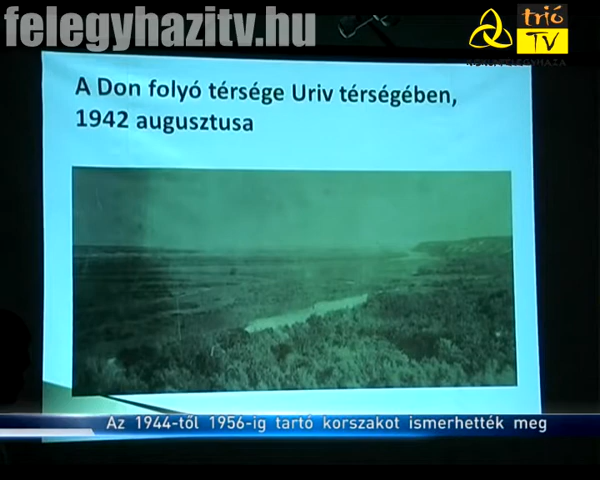 felegyhazitv.hu
trió
TV
KISKUNFÉLEGYHÁZA
A Don folyó térsége Uriv térségében,
1942 augusztusa
Az 1944-től 1956-ig tartó korszakot ismerhették meg